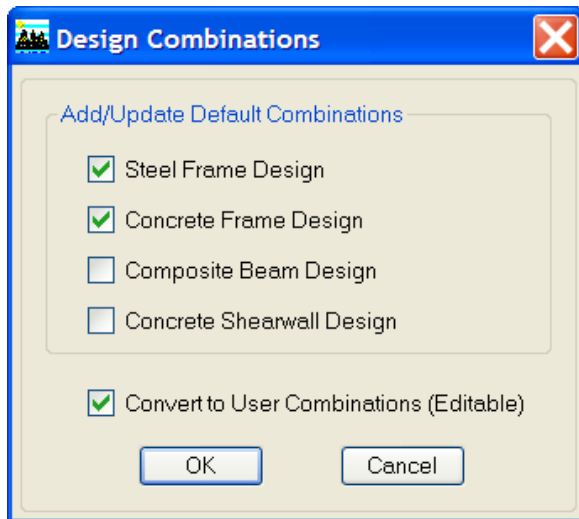 Design Combinations
Add/Update Default Combinations
Steel Frame Design
Concrete Frame Design
Composite Beam Design
Concrete Shearwall Design
Convert to User Combinations (Editable)
OK
Cancel